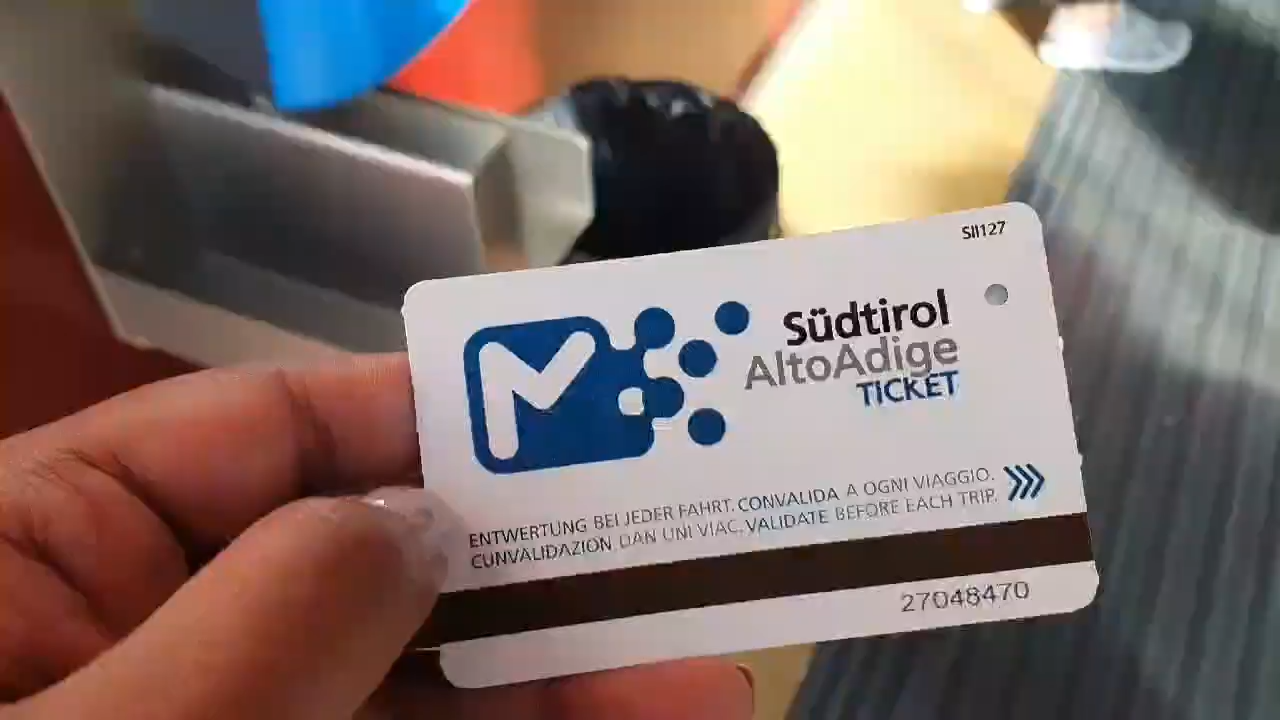 SII127
Südtirol
AltoAdige
TICKET
ENTWERTUNG BEI JEDER FAHRT. CONVALIDA A OGNI VIAGGIO.
CUNVALIDAZION DAN UNI VIAC. VALIDATE BEFORE EACH TRIP.
27048470